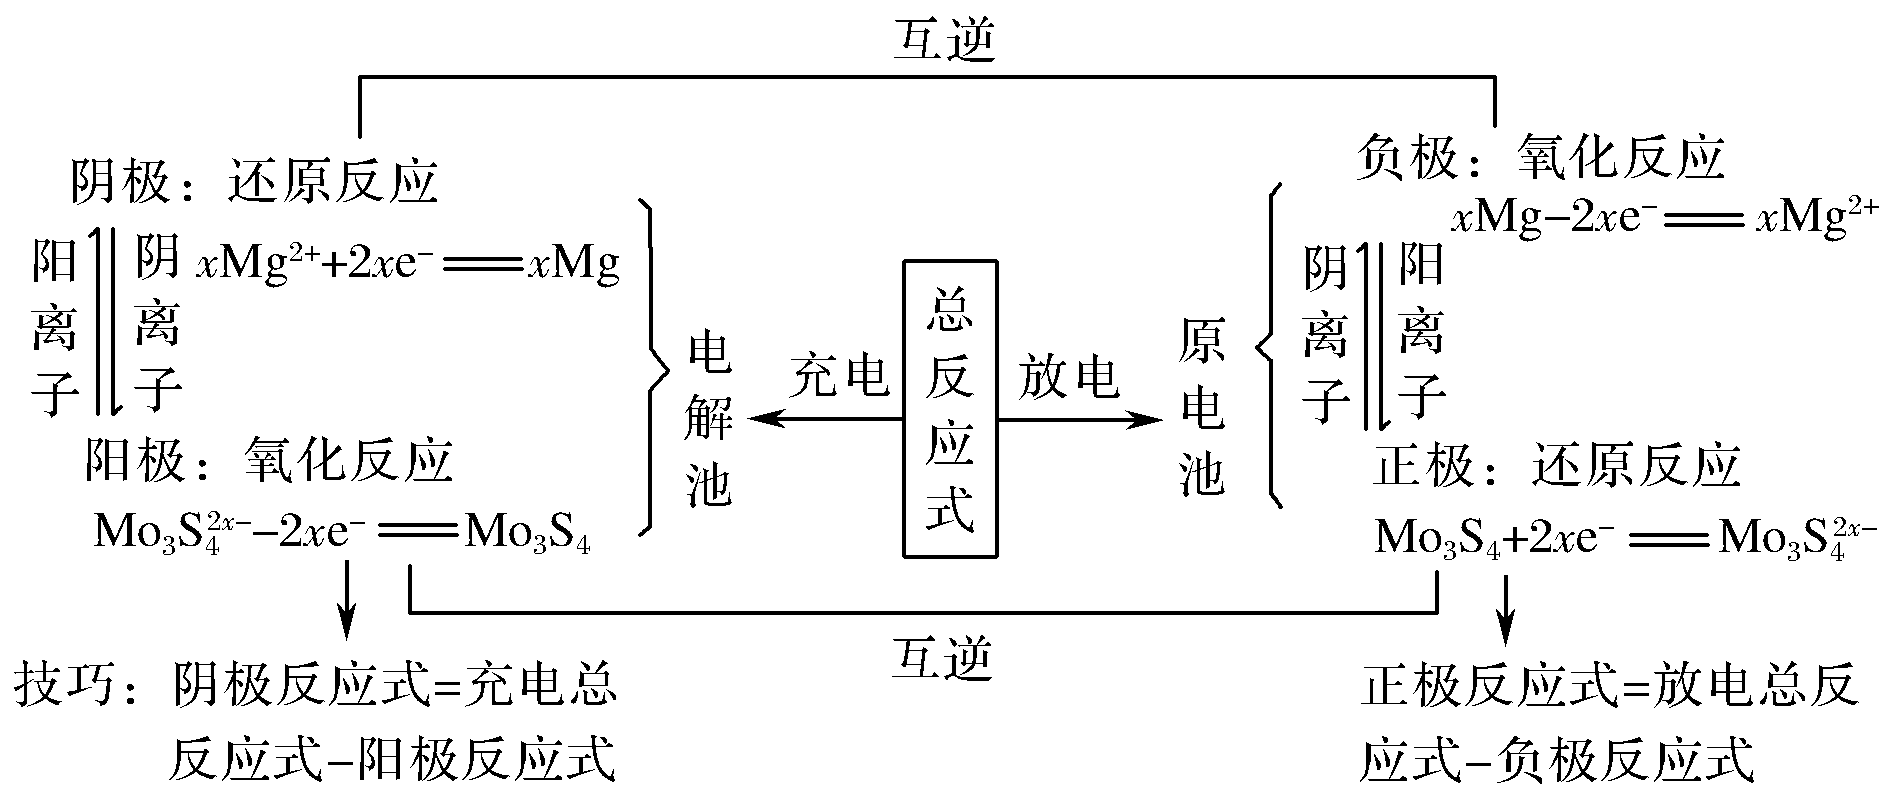 互逆
阴极：还原反应
阳离子
阴离子
xMg²⁺+2xe⁻══xMg
阳极：氧化反应
Mo₃S₄²ˣ⁻−2xe⁻══Mo₃S₄
电解池
充电
总反应式
放电
原电池
负极：氧化反应
xMg−2xe⁻══xMg²⁺
阴离子
阳离子
正极：还原反应
Mo₃S₄+2xe⁻══Mo₃S₄²ˣ⁻
互逆
技巧：阴极反应式=充电总
反应式−阳极反应式
正极反应式=放电总反
应式−负极反应式